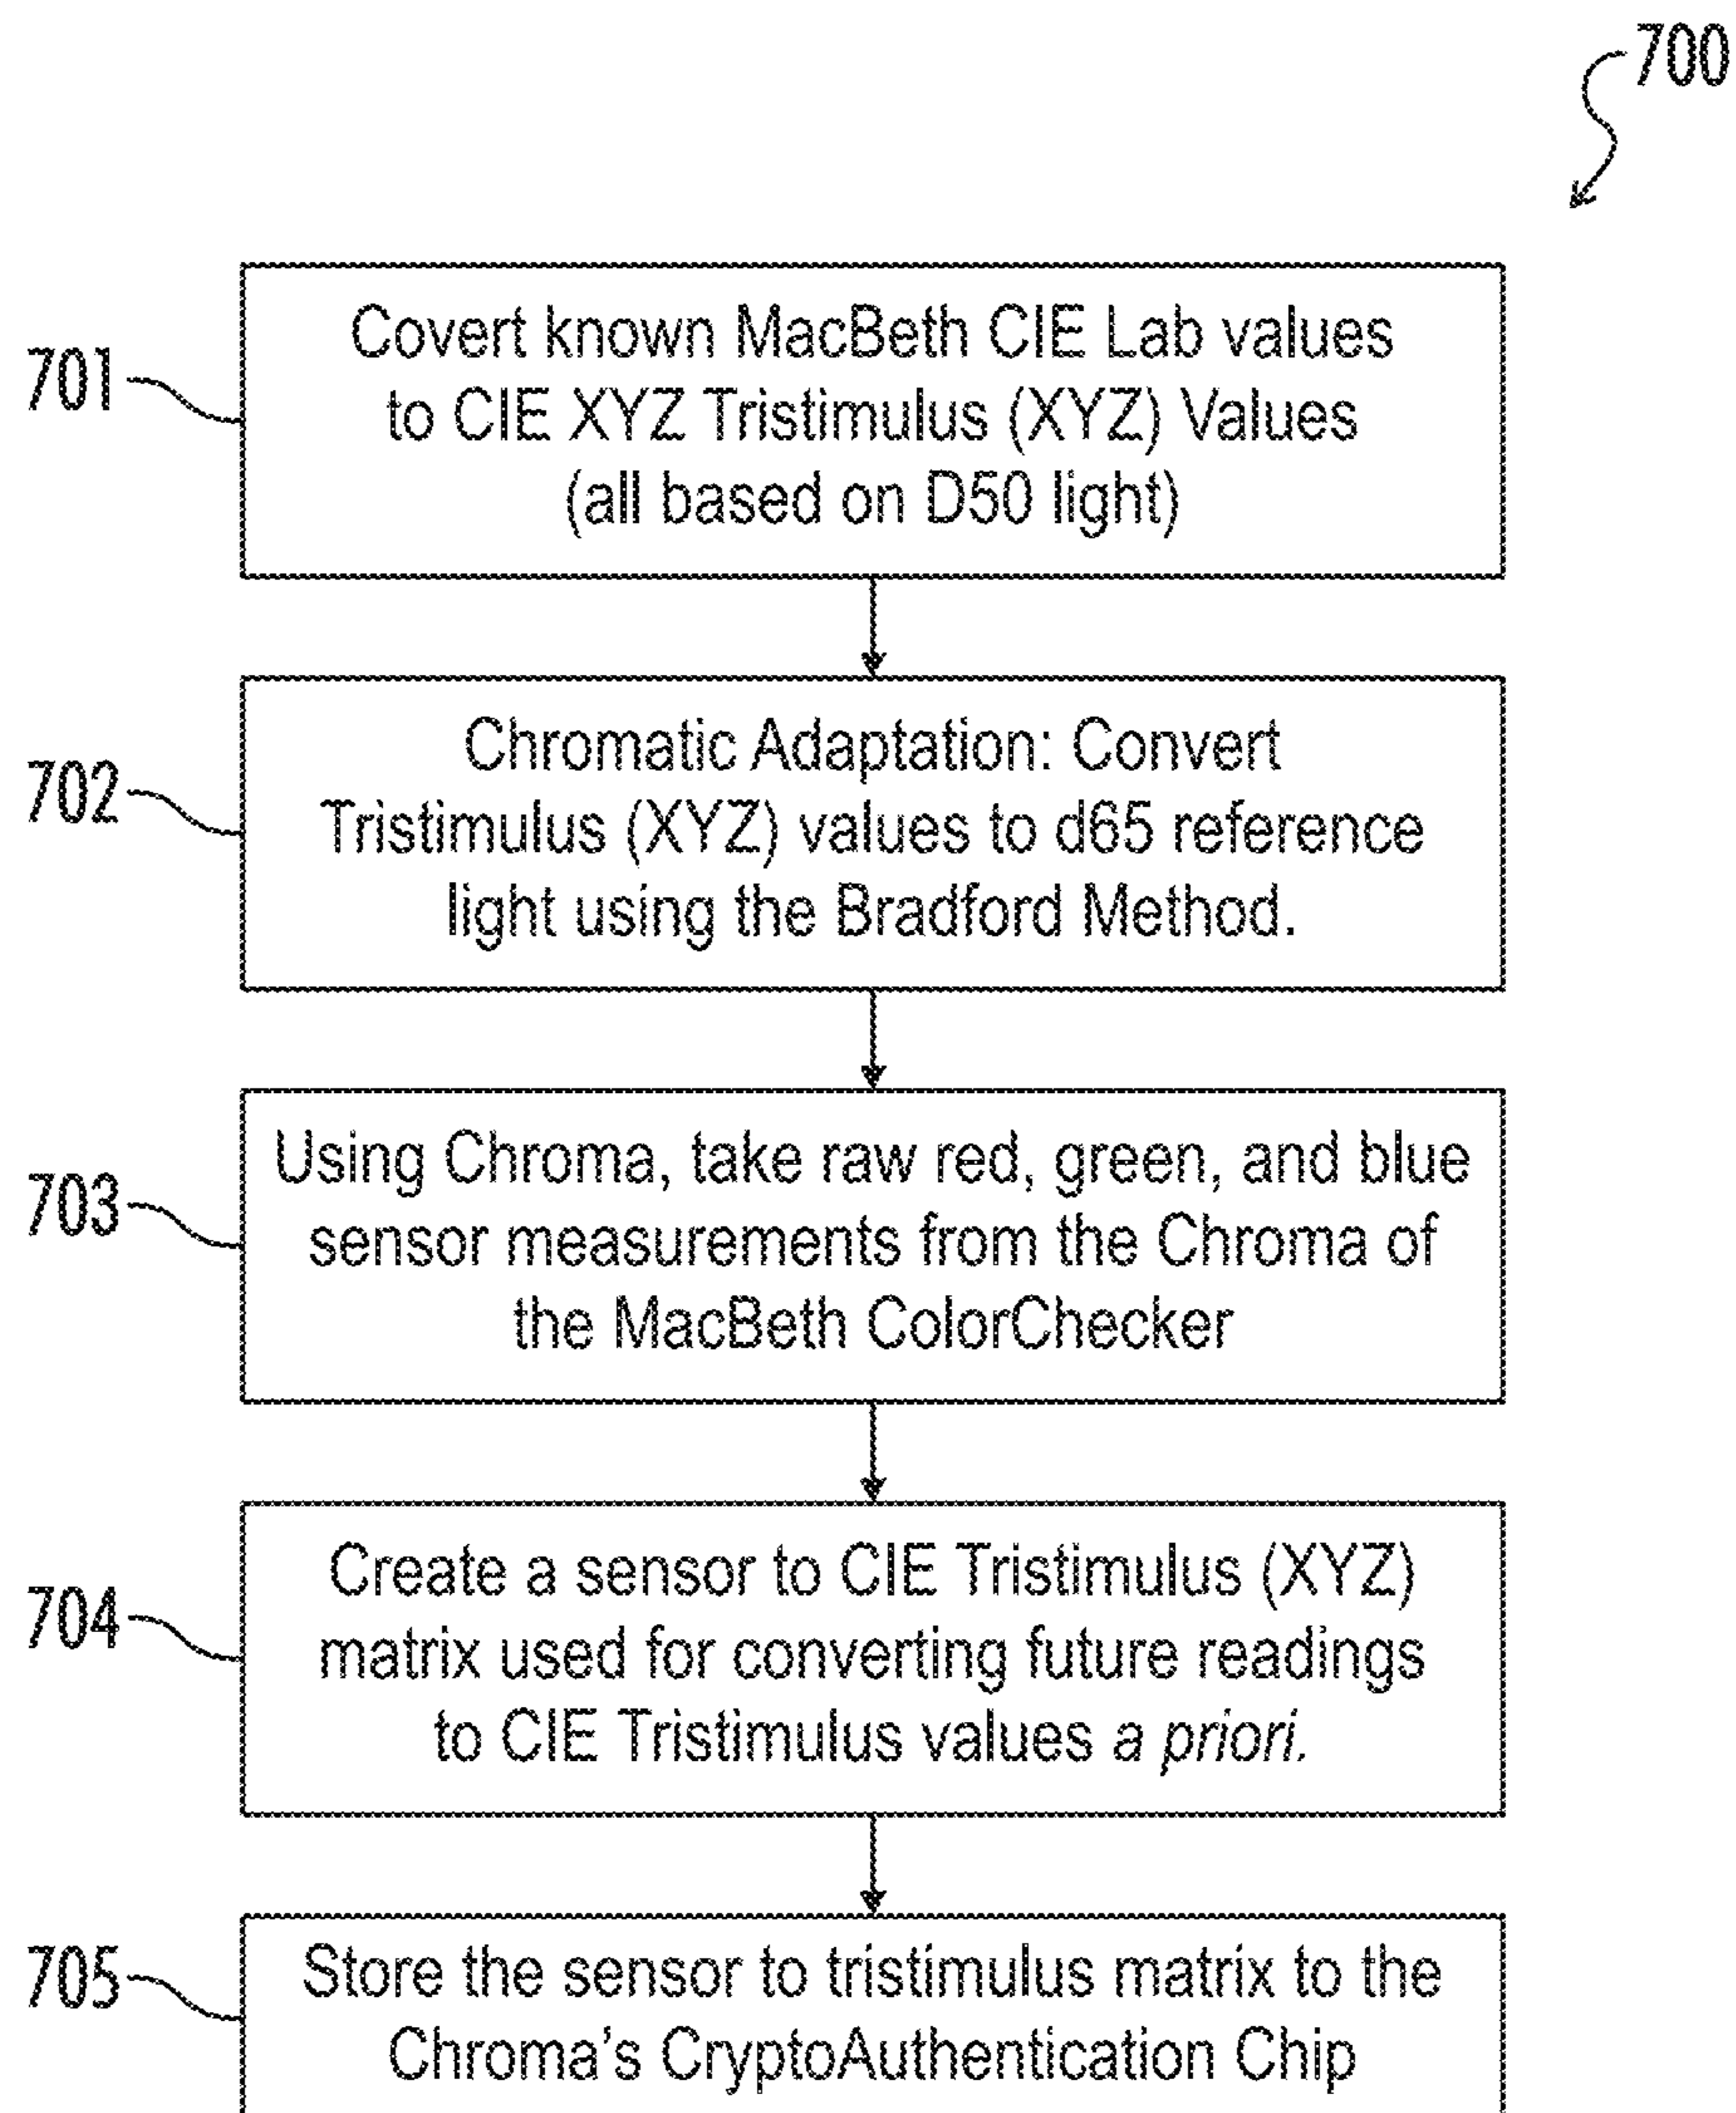 700
701
Covert known MacBeth CIE Lab values
to CIE XYZ Tristimulus (XYZ) Values
(all based on D50 light)
702
Chromatic Adaptation: Convert
Tristimulus (XYZ) values to d65 reference
light using the Bradford Method.
703
Using Chroma, take raw red, green, and blue
sensor measurements from the Chroma of
the MacBeth ColorChecker
704
Create a sensor to CIE Tristimulus (XYZ)
matrix used for converting future readings
to CIE Tristimulus values a priori.
705
Store the sensor to tristimulus matrix to the
Chroma's CryptoAuthentication Chip